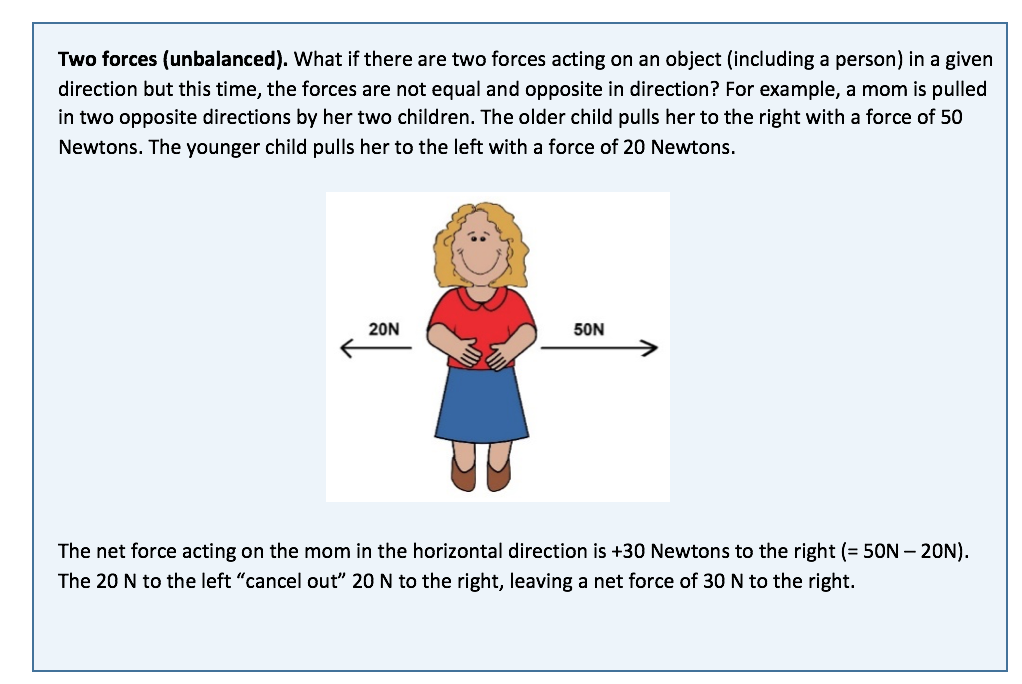 Two forces (unbalanced). What if there are two forces acting on an object (including a person) in a given
direction but this time, the forces are not equal and opposite in direction? For example, a mom is pulled
in two opposite directions by her two children. The older child pulls her to the right with a force of 50
Newtons. The younger child pulls her to the left with a force of 20 Newtons.
20N
50N
The net force acting on the mom in the horizontal direction is +30 Newtons to the right (= 50N – 20N).
The 20 N to the left “cancel out” 20 N to the right, leaving a net force of 30 N to the right.